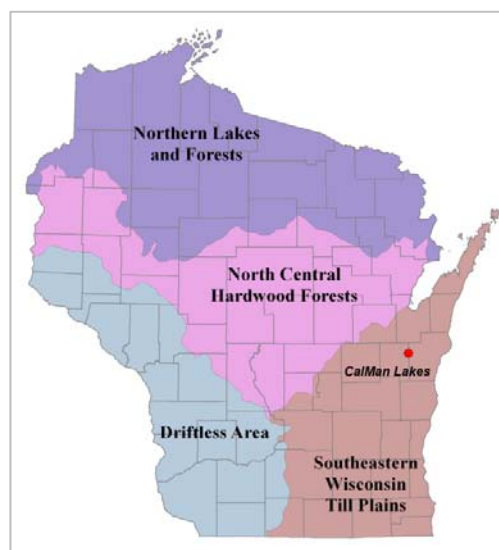 Northern Lakes
and Forests
North Central
Hardwood Forests
CalMan Lakes
Driftless Area
Southeastern
Wisconsin
Till Plains